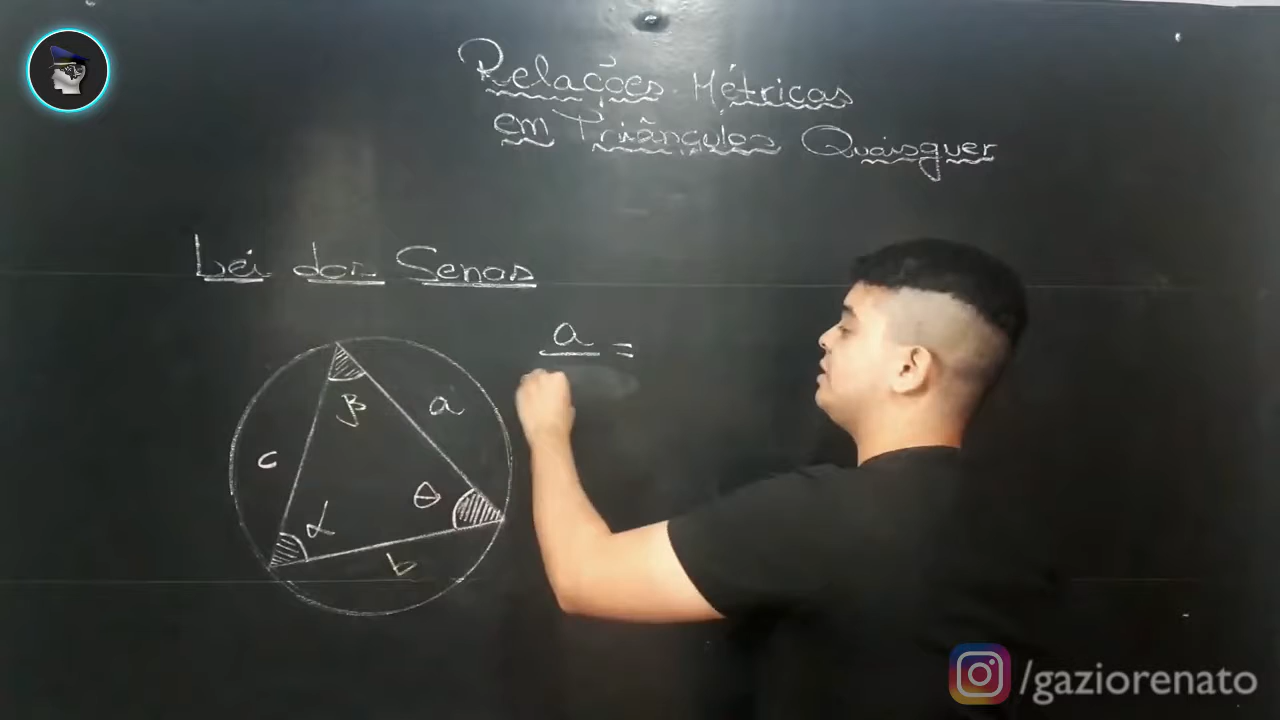 Relações Métricas
em Triângulos Quaisquer
Lei dos Senos
a =
β
a
c
θ
α
b
/gaziorenato